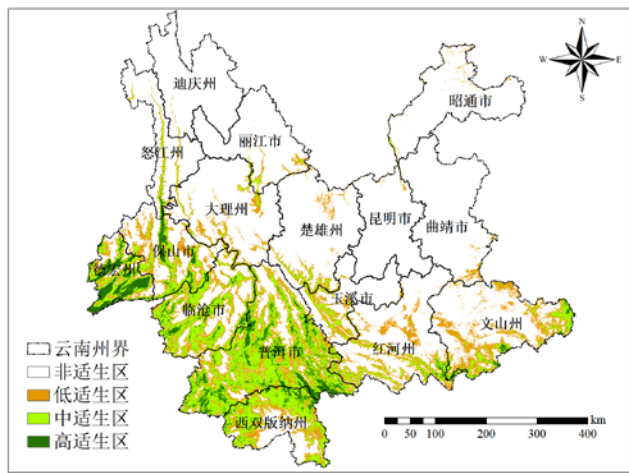 N
W
E
S
迪庆州
昭通市
丽江市
怒江州
大理州
楚雄州
昆明市
曲靖市
保山市
德宏州
临沧市
玉溪市
文山州
普洱市
红河州
西双版纳州
云南州界
非适生区
低适生区
中适生区
高适生区
km
0 50 100 200 300 400